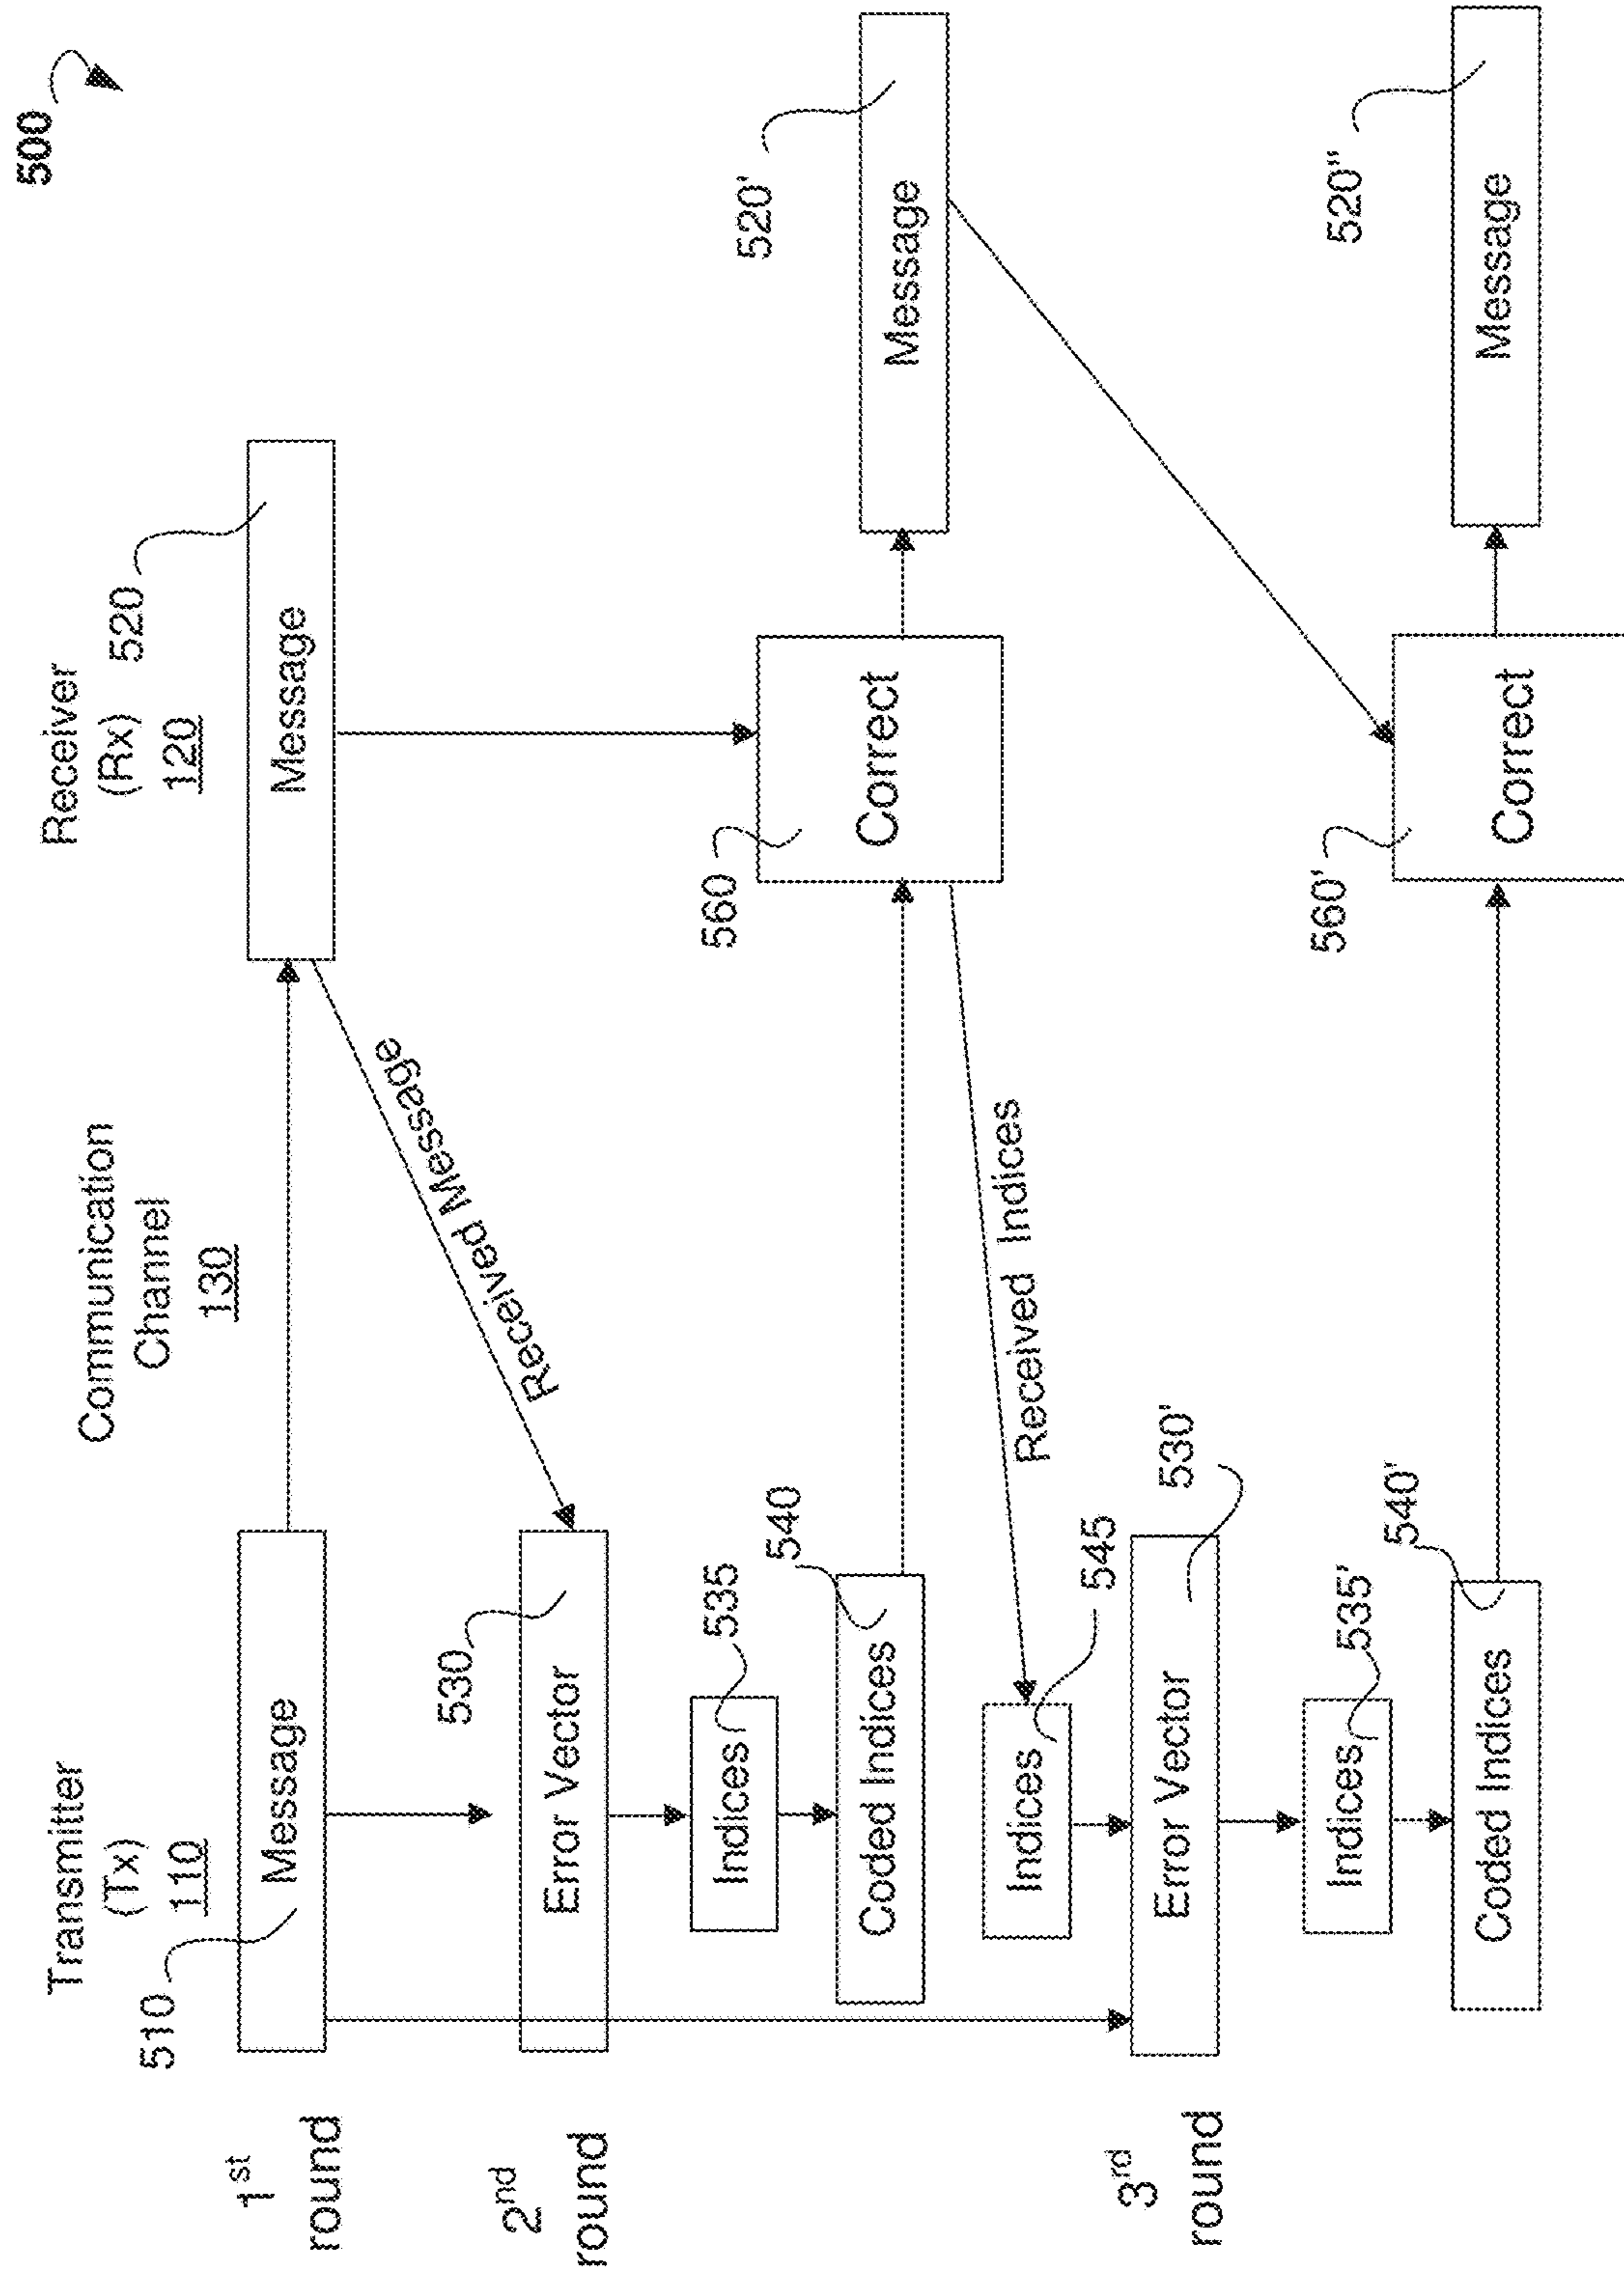 500
Transmitter
(Tx)
110
Communication
Channel
130
Receiver
(Rx)
120
1st
round
510
Message
520
Message
Received Message
2nd
round
530
Error Vector
535
Indices
540
Coded Indices
560
Correct
520'
Message
Received Indices
545
Indices
3rd
round
530'
Error Vector
535'
Indices
540'
Coded Indices
560'
Correct
520"
Message